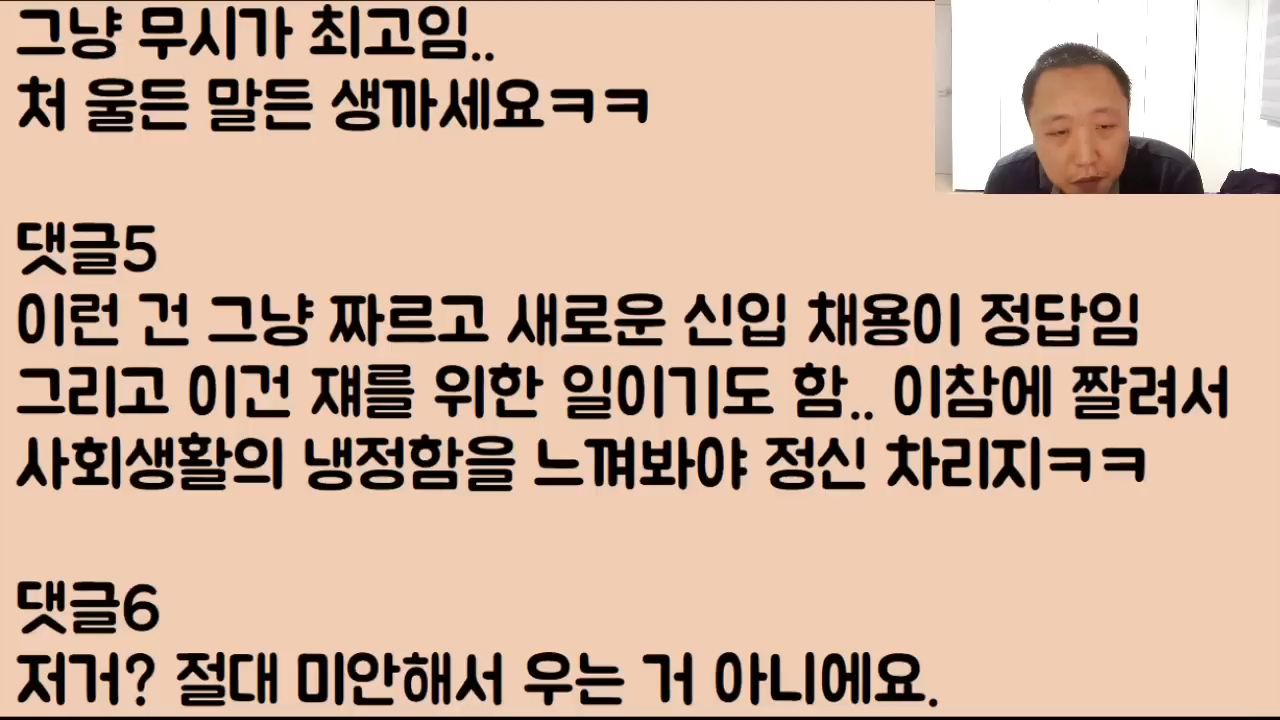 그냥 무시가 최고임..
처 울든 말든 생까세요ㅋㅋ
댓글5
이런 건 그냥 짜르고 새로운 신입 채용이 정답임
그리고 이건 쟤를 위한 일이기도 함.. 이참에 짤려서
사회생활의 냉정함을 느껴봐야 정신 차리지ㅋㅋ
댓글6
저거? 절대 미안해서 우는 거 아니에요.